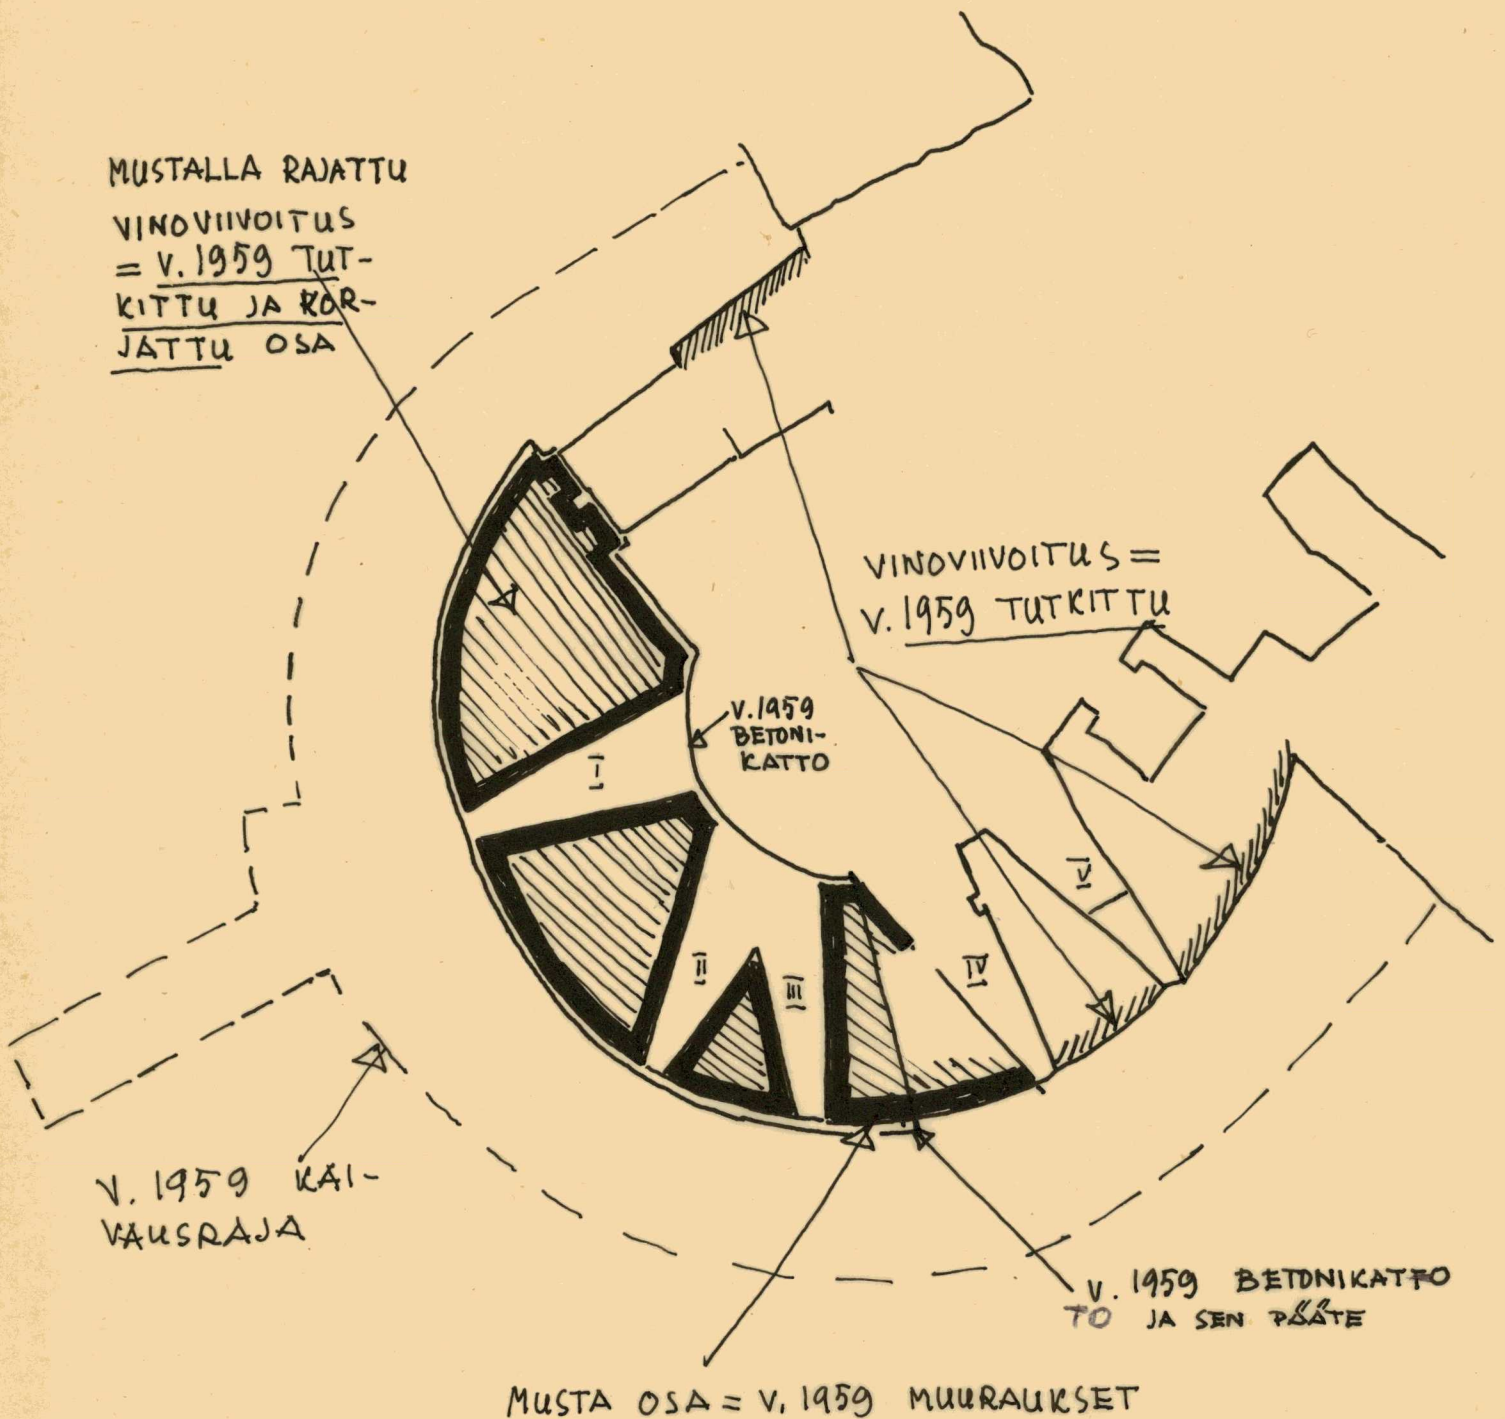 MUSTALLA RAJATTU
VINOVIIVOITUS
= V. 1959 TUT-
KITTU JA KOR-
JATTU OSA
VINOVIIVOITUS =
V. 1959 TUTKITTU
V. 1959
BETONI-
KATTO
I
II
III
IV
V
V. 1959 KAI-
VAUSRAJA
V. 1959 BETONIKATTO
TO JA SEN PÄÄTE
MUSTA OSA = V. 1959 MUURAUKSET